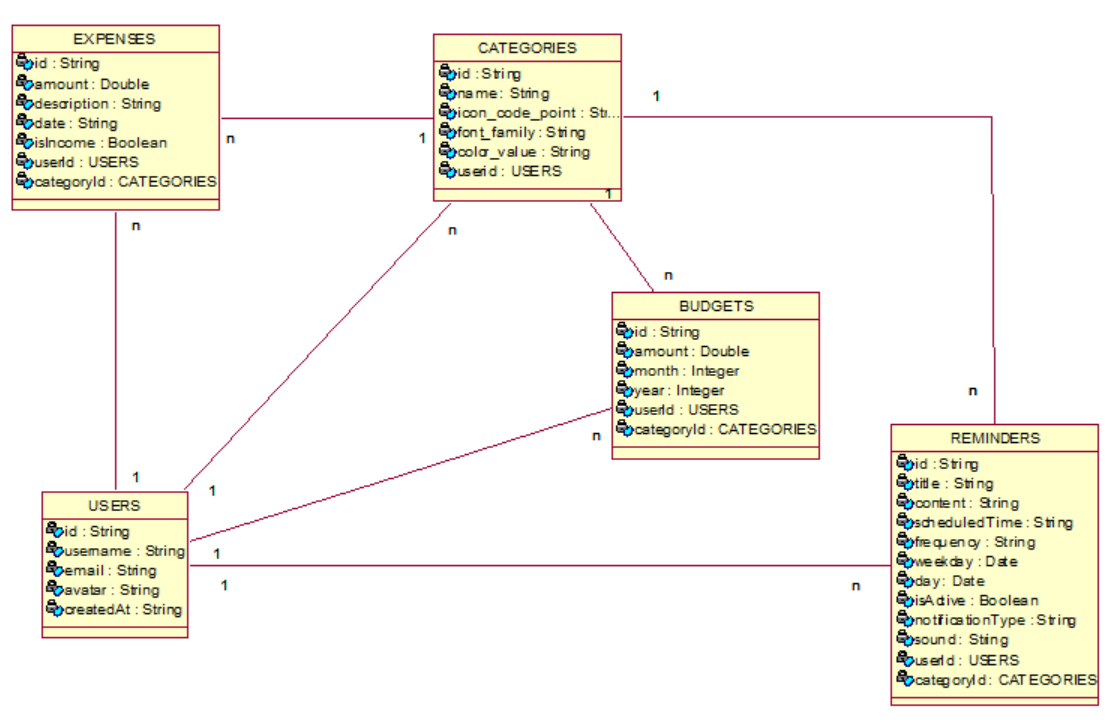 EXPENSES
id : String
amount : Double
description : String
date : String
isIncome : Boolean
userId : USERS
categoryId : CATEGORIES
CATEGORIES
id : String
name : String
icon_code_point : Stri...
font_family : String
color_value : String
userid : USERS
1
n
1
1
n
n
n
n
BUDGETS
id : String
amount : Double
month : Integer
year : Integer
userId : USERS
categoryId : CATEGORIES
n
n
REMINDERS
id : String
title : String
content : String
scheduledTime : String
frequency : String
weekday : Date
day : Date
isActive : Boolean
notificationType : String
sound : String
userId : USERS
categoryId : CATEGORIES
1
1
USERS
id : String
username : String
email : String
avatar : String
createdAt : String
1
1
n